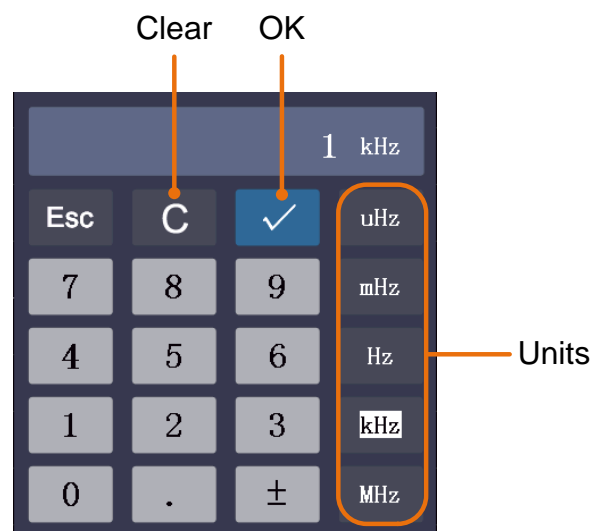 Clear OK
1 kHz
Esc C ✓ uHz
7 8 9 mHz
4 5 6 Hz
Units
1 2 3 kHz
0 . ± MHz